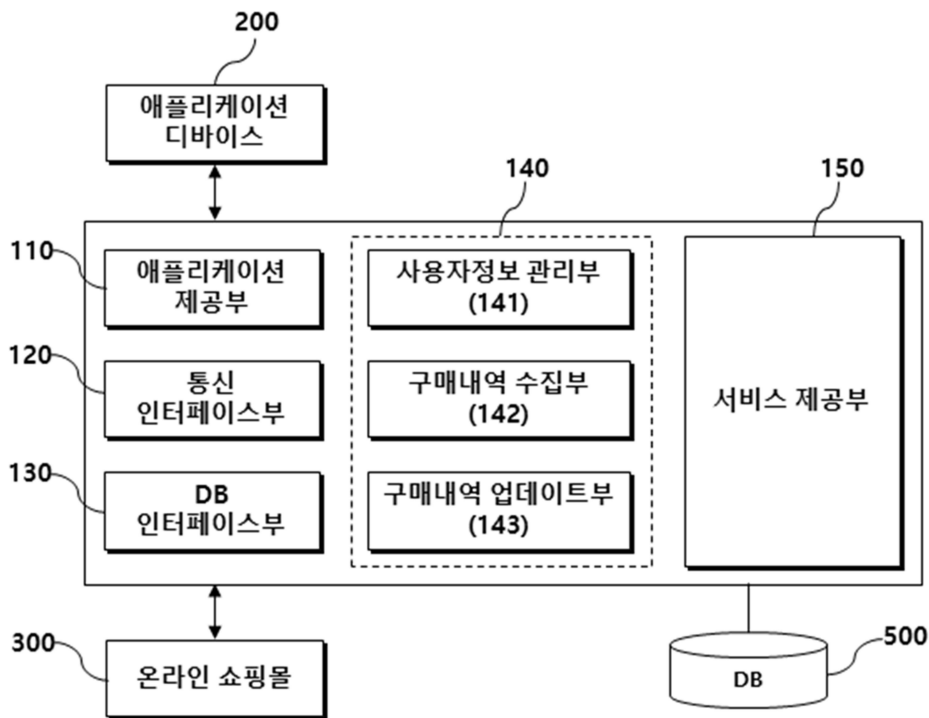 200
애플리케이션
디바이스
140
150
110
애플리케이션
제공부
사용자정보 관리부
(141)
120
통신
인터페이스부
구매내역 수집부
(142)
서비스 제공부
130
DB
인터페이스부
구매내역 업데이트부
(143)
300
온라인 쇼핑몰
500
DB